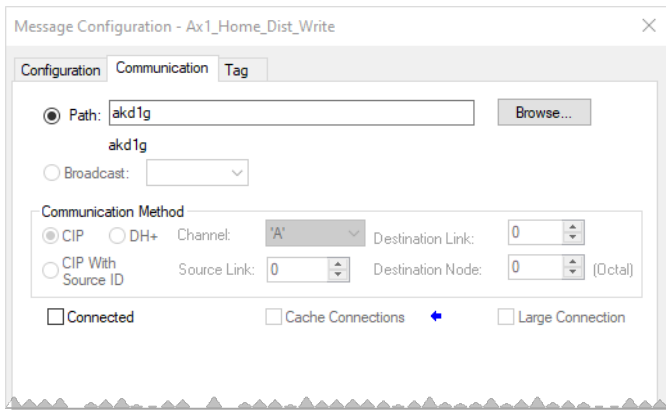 Message Configuration - Ax1_Home_Dist_Write
Configuration Communication Tag
Path: akd1g Browse...
akd1g
Broadcast:
Communication Method
CIP DH+ Channel: 'A' Destination Link: 0
CIP With Source ID Source Link: 0 Destination Node: 0 (Octal)
Connected Cache Connections Large Connection